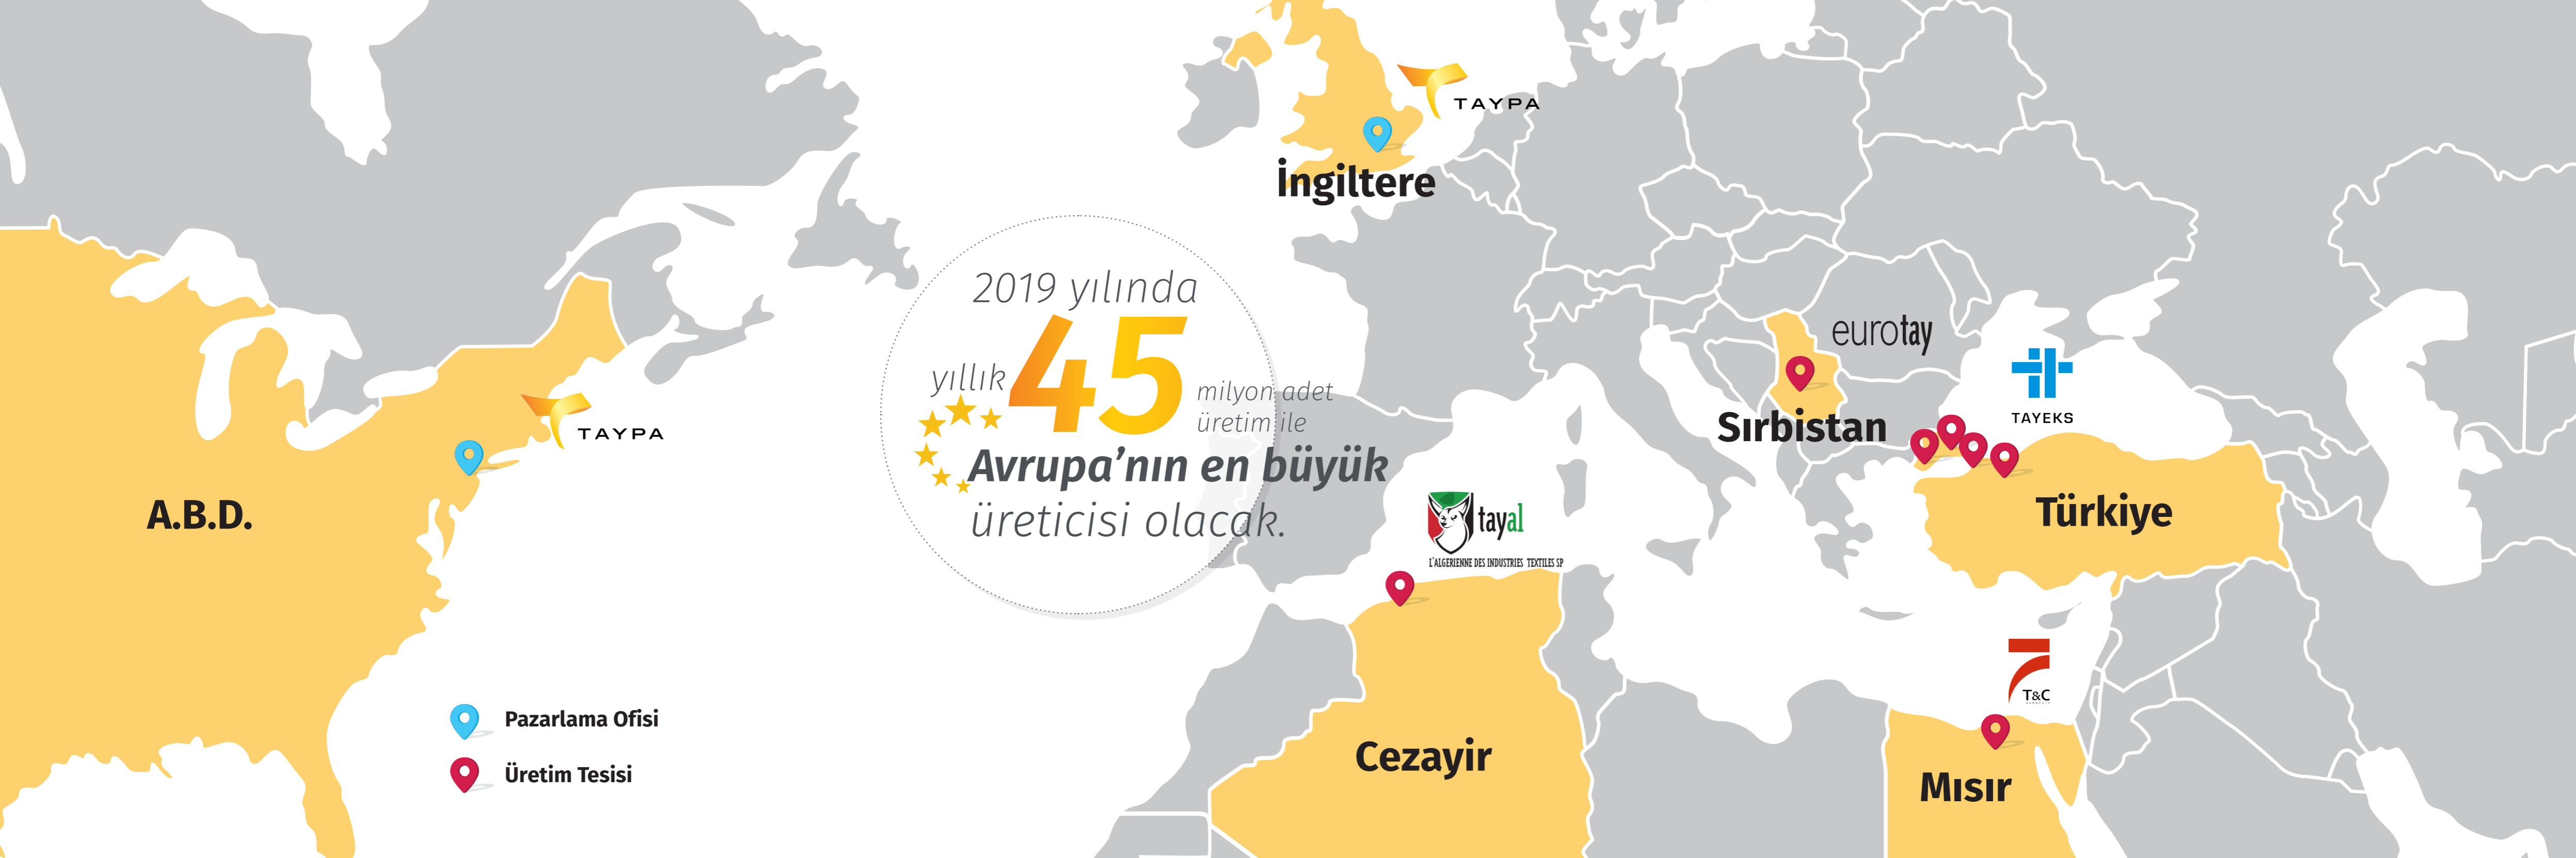 TAYPA
İngiltere
2019 yılında
yıllık 45 milyon adet
üretim ile
Avrupa'nın en büyük
üreticisi olacak.
eurotay
Sırbistan
TAYEKS
Türkiye
TAYPA
A.B.D.
tayal
L'ALGERIENNE DES INDUSTRIES TEXTILES SP
Cezayir
T&C
Mısır
Pazarlama Ofisi
Üretim Tesisi